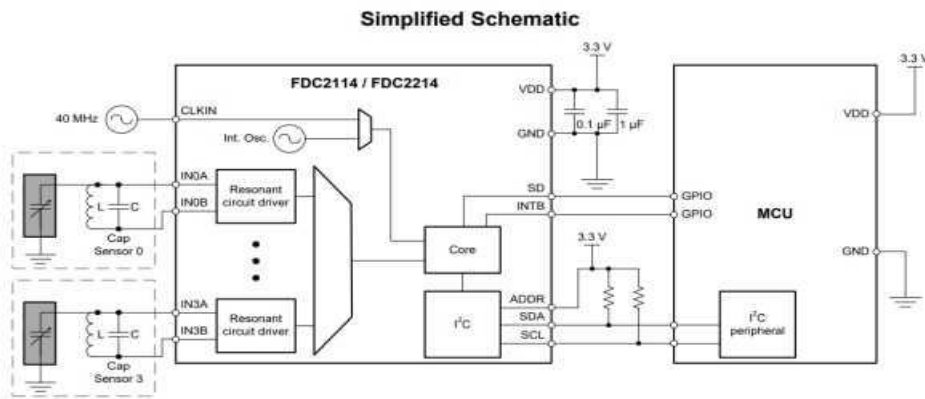 Simplified Schematic
3.3 V
3.3 V
FDC2114 / FDC2214
VDD
CLKIN
40 MHz
Int. Osc.
0.1 µF
1 µF
VDD
GND
IN0A
Resonant
circuit driver
L
C
IN0B
Cap
Sensor 0
SD
GPIO
INTB
GPIO
MCU
Core
3.3 V
GND
IN3A
Resonant
circuit driver
L
C
IN3B
Cap
Sensor 3
I²C
ADDR
SDA
SCL
I²C
peripheral